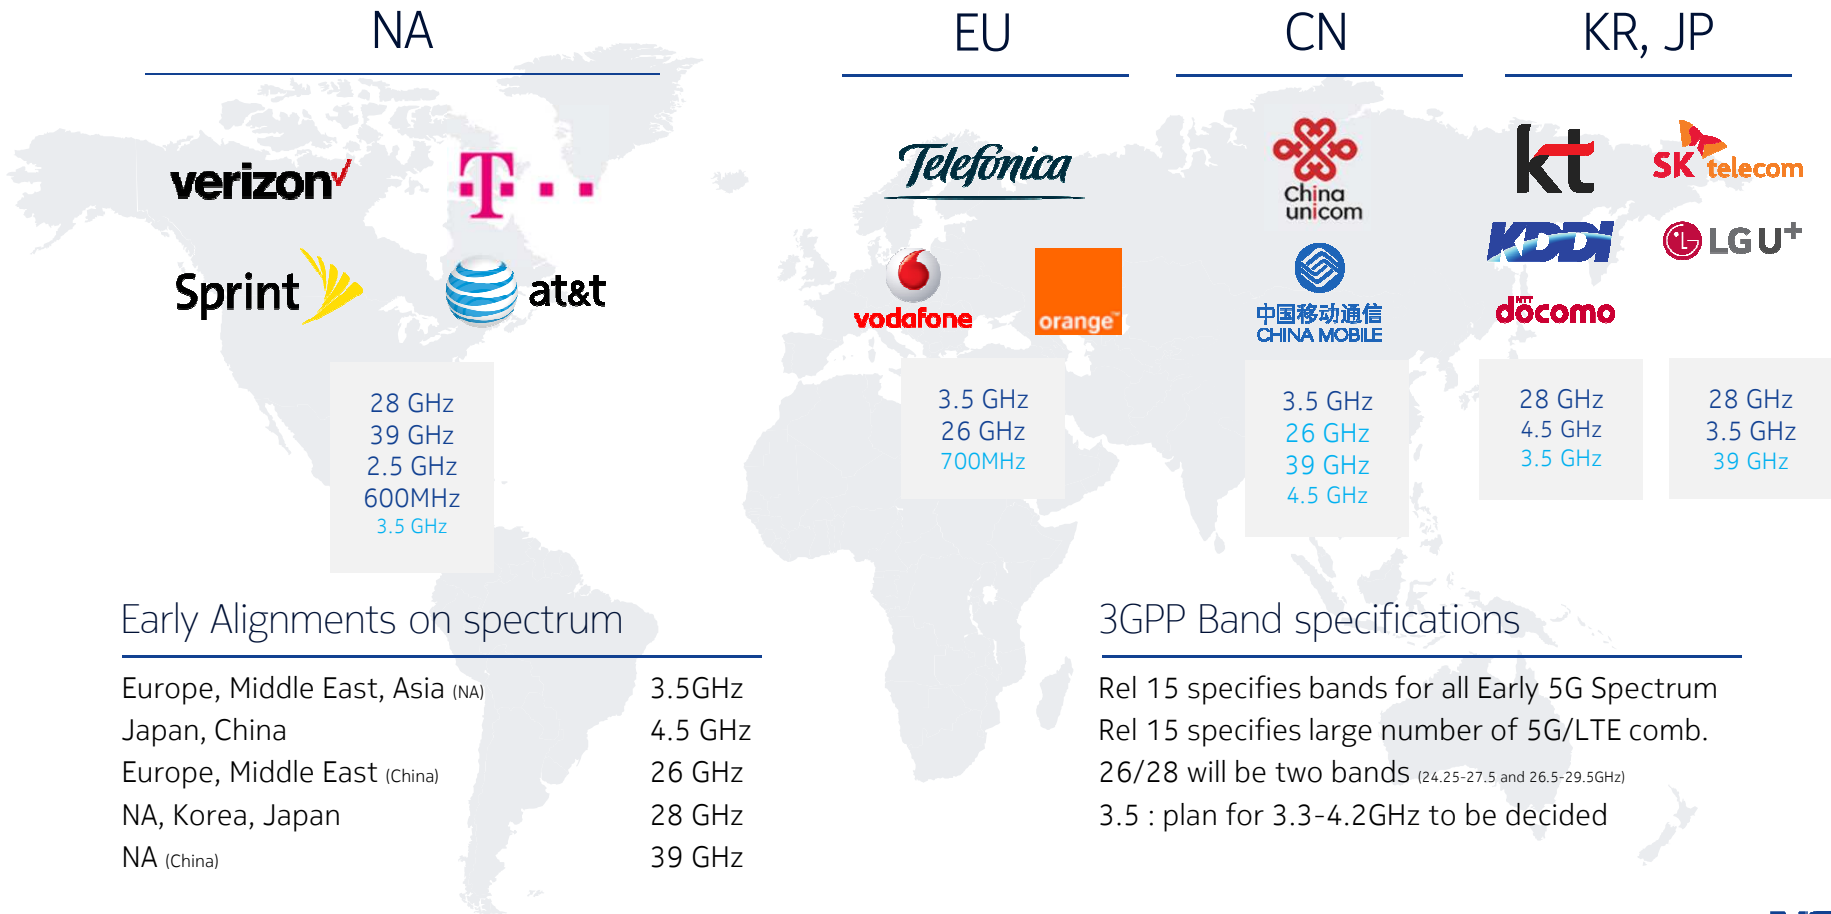 NA
EU
CN
KR, JP
verizon
T
Sprint
at&t
Telefónica
vodafone
orange™
China
unicom
中国移动通信
CHINA MOBILE
kt
SK telecom
KDDI
LG U+
NTT
docomo
28 GHz
39 GHz
2.5 GHz
600MHz
3.5 GHz
3.5 GHz
26 GHz
700MHz
3.5 GHz
26 GHz
39 GHz
4.5 GHz
28 GHz
4.5 GHz
3.5 GHz
28 GHz
3.5 GHz
39 GHz
Early Alignments on spectrum
Europe, Middle East, Asia (NA) 3.5GHz
Japan, China 4.5 GHz
Europe, Middle East (China) 26 GHz
NA, Korea, Japan 28 GHz
NA (China) 39 GHz
3GPP Band specifications
Rel 15 specifies bands for all Early 5G Spectrum
Rel 15 specifies large number of 5G/LTE comb.
26/28 will be two bands (24.25-27.5 and 26.5-29.5GHz)
3.5 : plan for 3.3-4.2GHz to be decided